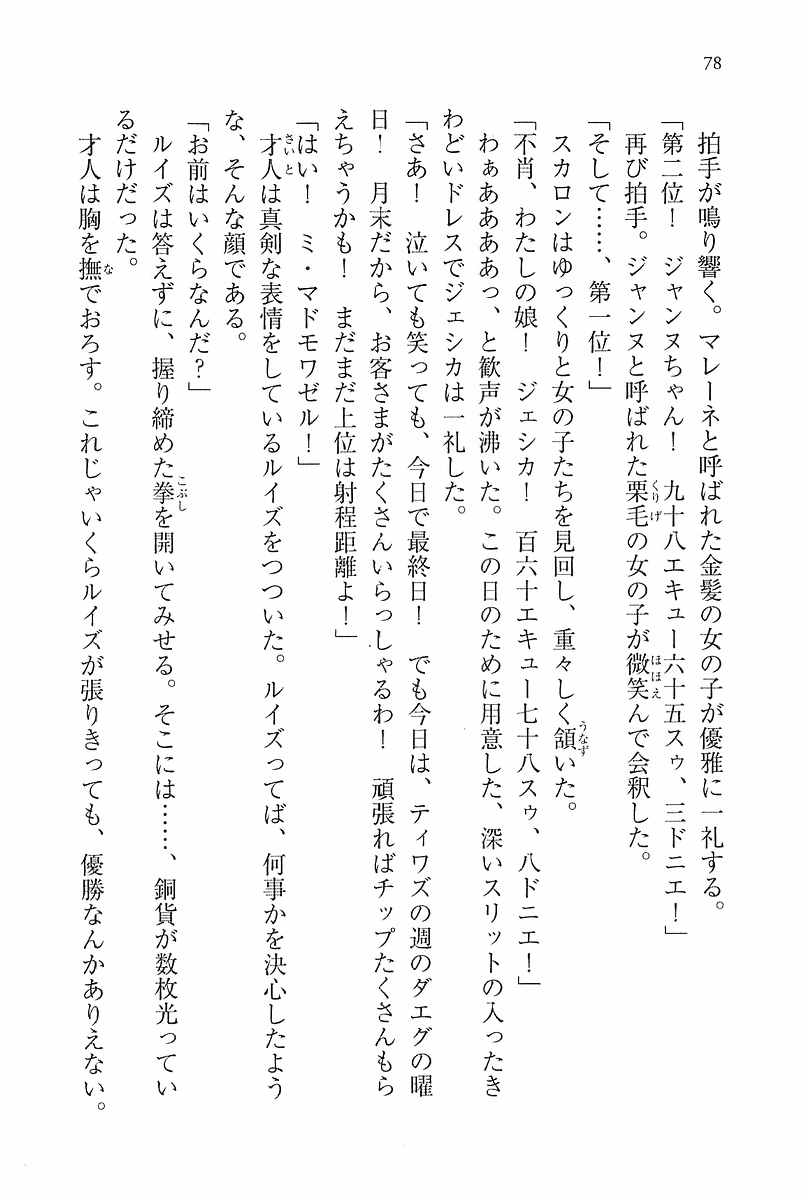 78
拍手が鳴り響く。マレーネと呼ばれた金髪の女の子が優雅に一礼する。
「第二位！　ジャンヌちゃん！　九十八エキュー六十五スゥ、三ドニエ！」
再び拍手。ジャンヌと呼ばれた栗毛の女の子が微笑んで会釈した。
「そして……、第一位！」
スカロンはゆっくりと女の子たちを見回し、重々しく頷いた。
「不肖、わたしの娘！　ジェシカ！　百六十エキュー七十八スゥ、八ドニエ！」
わぁああああっ、と歓声が沸いた。この日のために用意した、深いスリットの入ったき
わどいドレスでジェシカは一礼した。
「さあ！　泣いても笑っても、今日で最終日！　でも今日は、ティワズの週のダエグの曜
日！　月末だから、お客さまがたくさんいらっしゃるわ！　頑張ればチップたくさんもら
えちゃうかも！　まだまだ上位は射程距離よ！」
「はい！　ミ・マドモワゼル！」
才人は真剣な表情をしているルイズをつついた。ルイズってば、何事かを決心したよう
な、そんな顔である。
「お前はいくらなんだ？」
ルイズは答えずに、握り締めた拳を開いてみせる。そこには……、銅貨が数枚光ってい
るだけだった。
才人は胸を撫でおろす。これじゃいくらルイズが張りきっても、優勝なんかありえない。